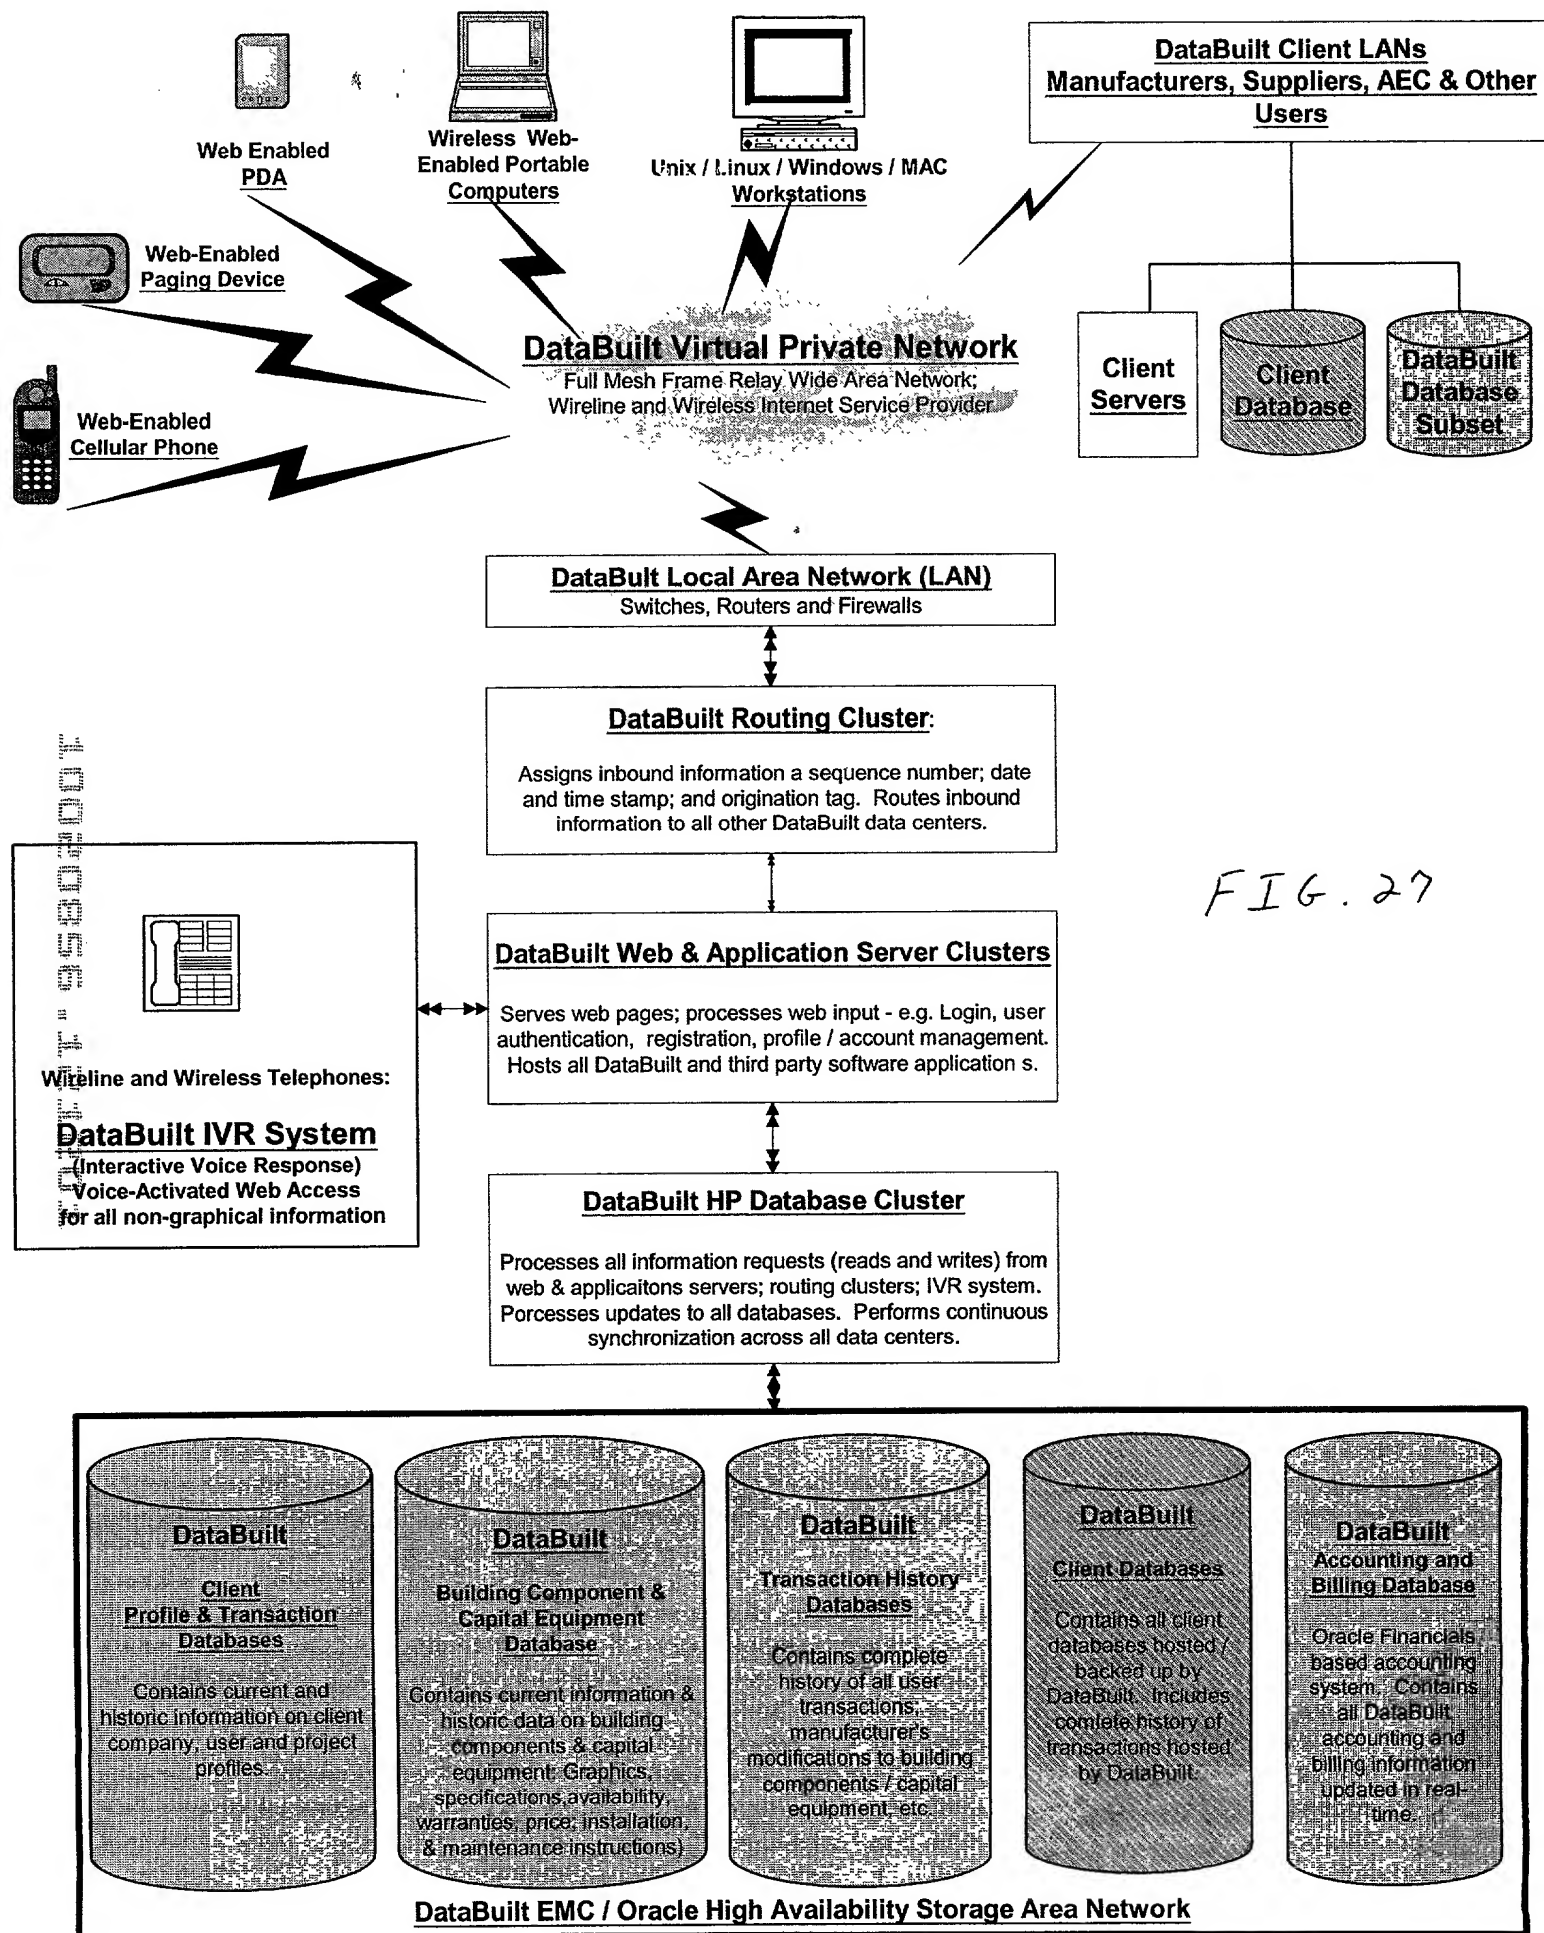 DataBuilt Client LANs
Manufacturers, Suppliers, AEC & Other
Users
Web Enabled
PDA
Wireless Web-
Enabled Portable
Computers
Unix / Linux / Windows / MAC
Workstations
Web-Enabled
Paging Device
DataBuilt Virtual Private Network
Full Mesh Frame Relay Wide Area Network;
Wireline and Wireless Internet Service Provider
Client
Servers
Client
Database
DataBuilt
Database
Subset
Web-Enabled
Cellular Phone
DataBult Local Area Network (LAN)
Switches, Routers and Firewalls
DataBuilt Routing Cluster:
Assigns inbound information a sequence number; date
and time stamp; and origination tag. Routes inbound
information to all other DataBuilt data centers.
FIG. 27
DataBuilt Web & Application Server Clusters
Serves web pages; processes web input - e.g. Login, user
authentication, registration, profile / account management.
Hosts all DataBuilt and third party software application s.
Wireline and Wireless Telephones:
DataBuilt IVR System
(Interactive Voice Response)
Voice-Activated Web Access
for all non-graphical information
DataBuilt HP Database Cluster
Processes all information requests (reads and writes) from
web & applicaitons servers; routing clusters; IVR system.
Porcesses updates to all databases. Performs continuous
synchronization across all data centers.
DataBuilt
Client
Profile & Transaction
Databases
Contains current and
historic information on client
company, user and project
profiles.
DataBuilt
Building Component &
Capital Equipment
Database
Contains current information &
historic data on building
components & capital
equipment: Graphics,
specifications,availability,
warranties, price, installation,
& maintenance instructions)
DataBuilt
Transaction History
Databases
Contains complete
history of all user
transactions,
manufacturer's
modifications to building
components / capital
equipment, etc.
DataBuilt
Client Databases
Contains all client
databases hosted /
backed up by
DataBuilt. Includes
comlete history of
transactions hosted
by DataBuilt.
DataBuilt
Accounting and
Billing Database
Oracle Financials
based accounting
system. Contains
all DataBuilt
accounting and
billing information
updated in real-
time.
DataBuilt EMC / Oracle High Availability Storage Area Network